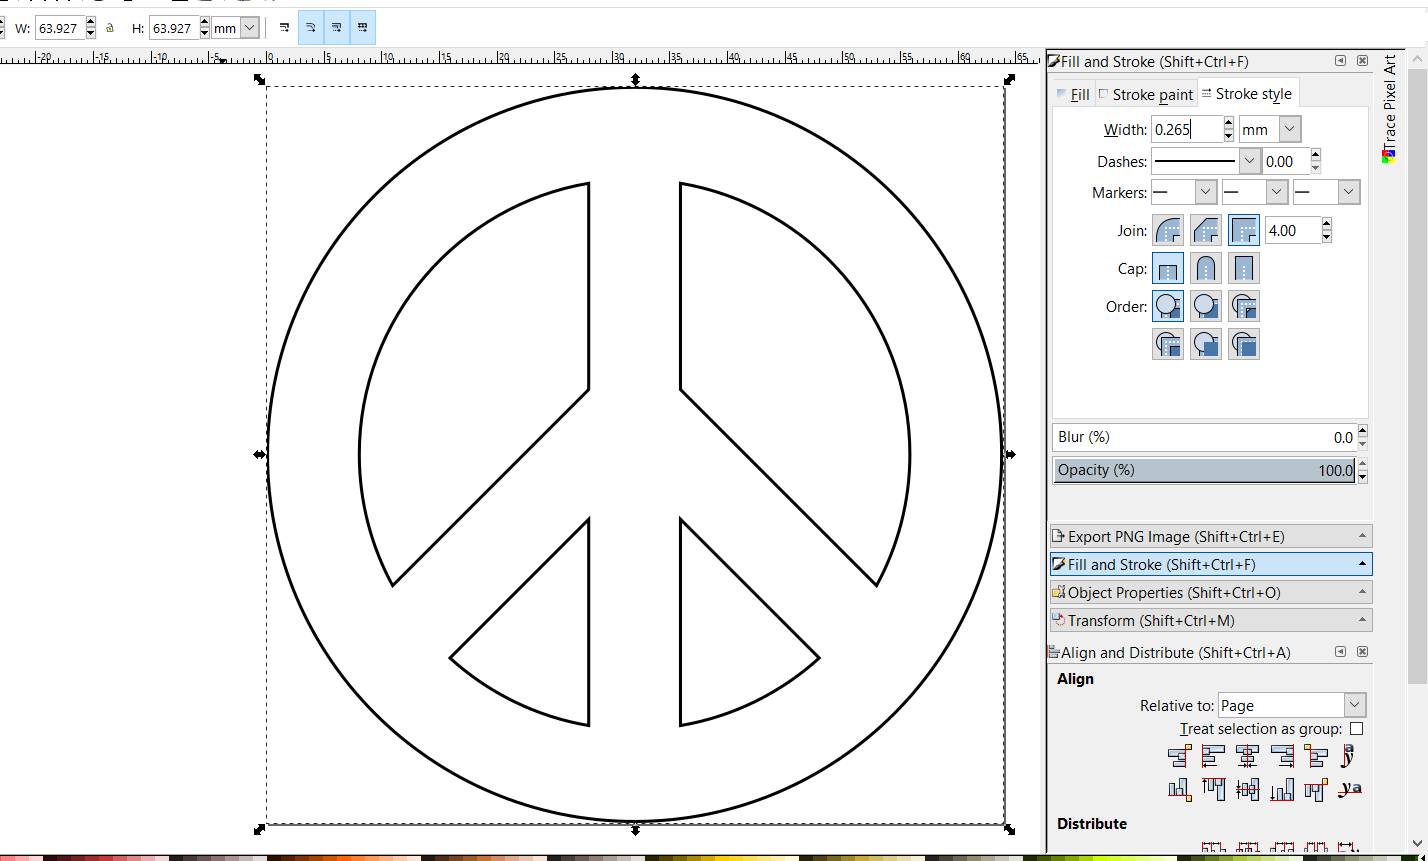 W: 63.927 H: 63.927 mm
-20 -15 -10 -5 0 5 10 15 20 25 30 35 40 45 50 55 60 65
Fill and Stroke (Shift+Ctrl+F)
Fill Stroke paint Stroke style
Width: 0.265 mm
Dashes: 0.00
Markers:
Join: 4.00
Cap:
Order:
Blur (%) 0.0
Opacity (%) 100.0
Export PNG Image (Shift+Ctrl+E)
Fill and Stroke (Shift+Ctrl+F)
Object Properties (Shift+Ctrl+O)
Transform (Shift+Ctrl+M)
Align and Distribute (Shift+Ctrl+A)
Align
Relative to: Page
Treat selection as group:
a
y
ya
Distribute
Trace Pixel Art